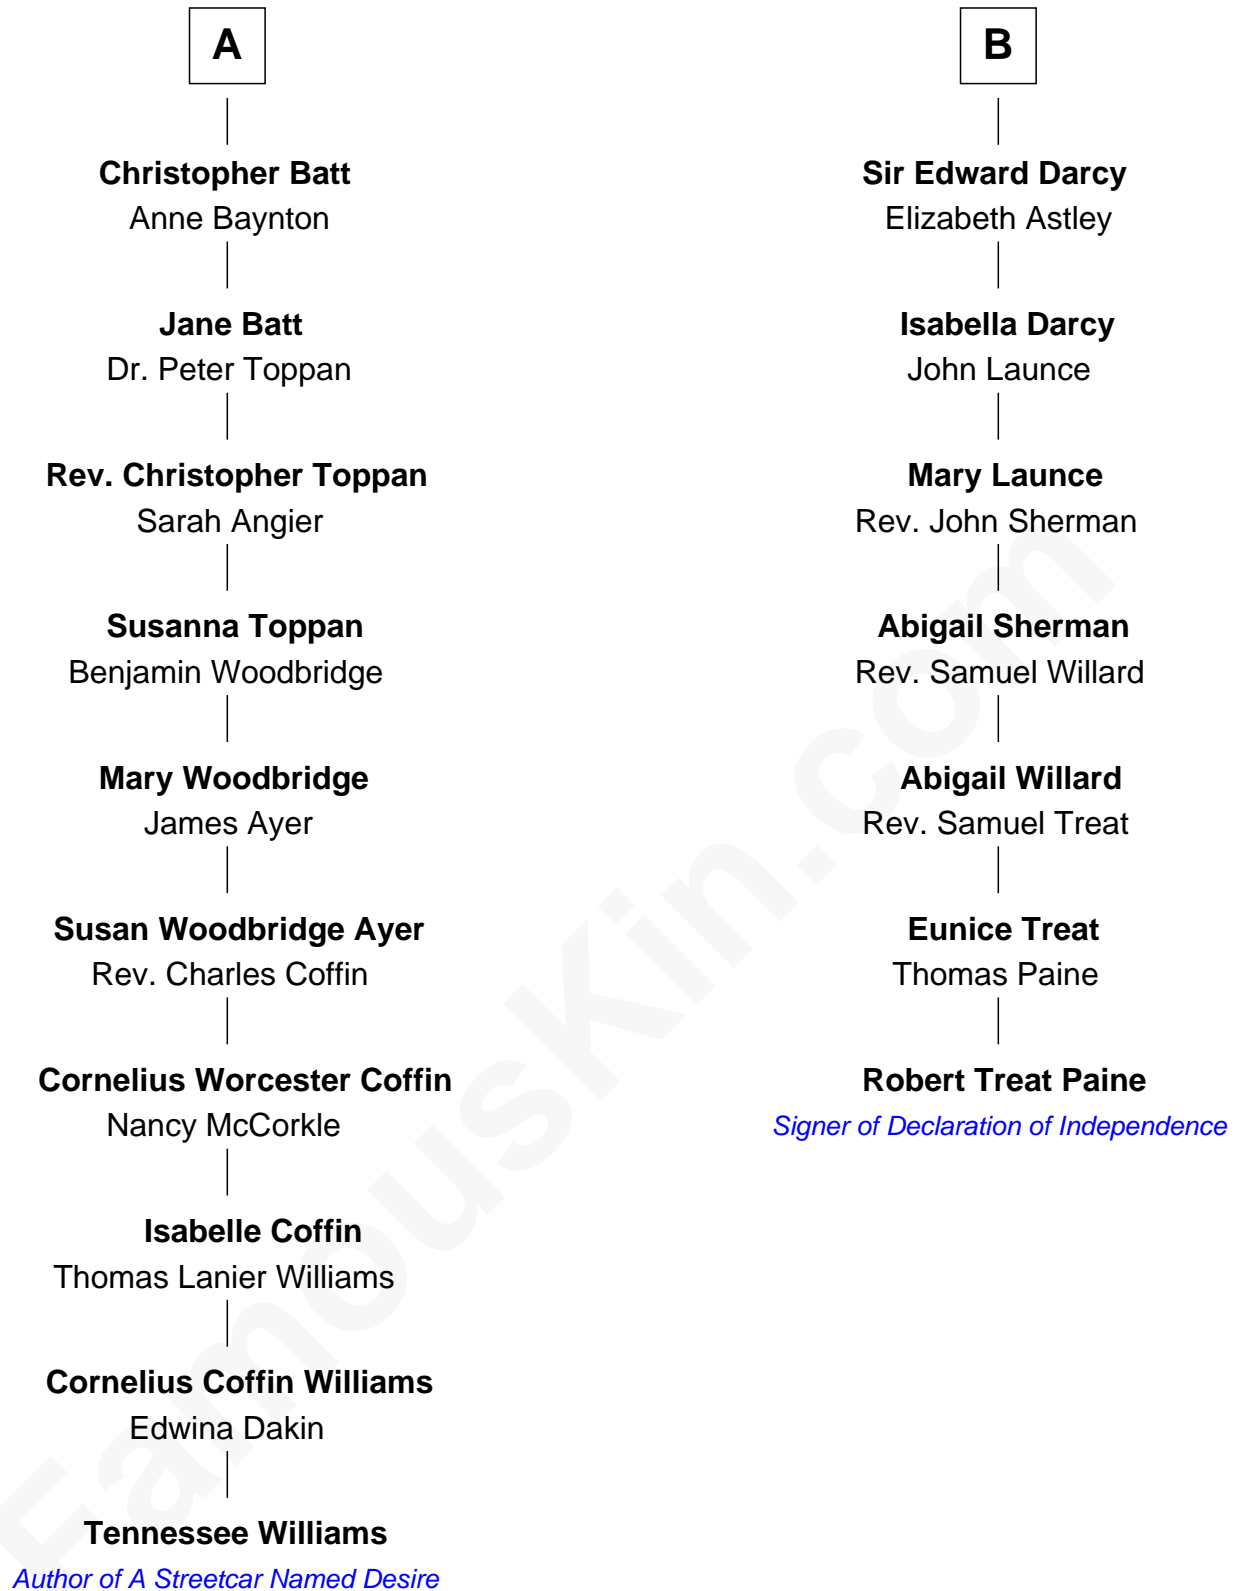 A
Christopher Batt
Anne Baynton
Jane Batt
Dr. Peter Toppan
Rev. Christopher Toppan
Sarah Angier
Susanna Toppan
Benjamin Woodbridge
Mary Woodbridge
James Ayer
Susan Woodbridge Ayer
Rev. Charles Coffin
Cornelius Worcester Coffin
Nancy McCorkle
Isabelle Coffin
Thomas Lanier Williams
Cornelius Coffin Williams
Edwina Dakin
Tennessee Williams
Author of A Streetcar Named Desire
B
Sir Edward Darcy
Elizabeth Astley
Isabella Darcy
John Launce
Mary Launce
Rev. John Sherman
Abigail Sherman
Rev. Samuel Willard
Abigail Willard
Rev. Samuel Treat
Eunice Treat
Thomas Paine
Robert Treat Paine
Signer of Declaration of Independence
FamousKin.com